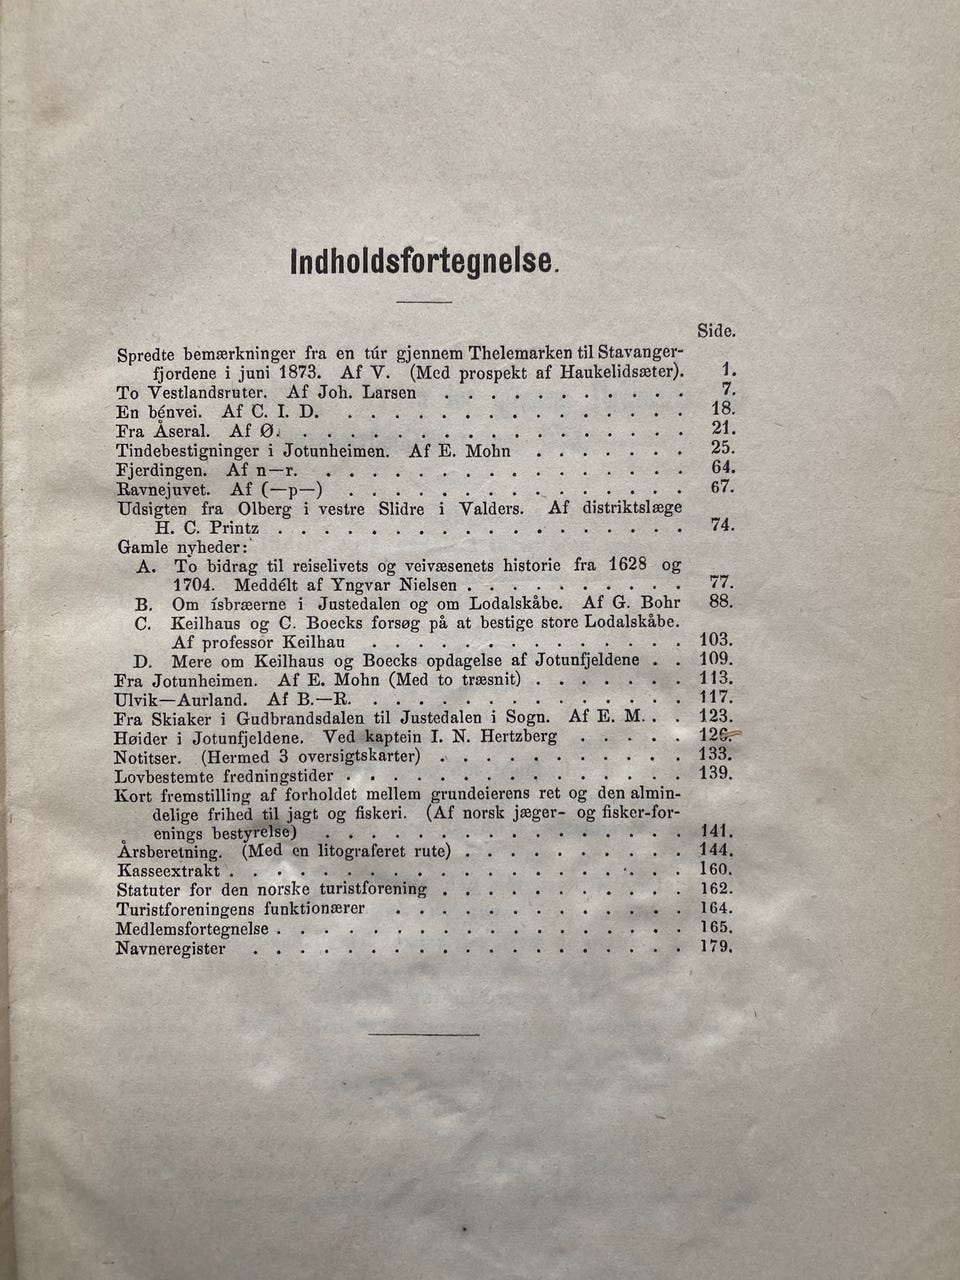 Indholdsfortegnelse.
Side.
Spredte bemærkninger fra en túr gjennem Thelemarken til Stavanger-
fjordene i juni 1873. Af V. (Med prospekt af Haukelidsæter). 1.
To Vestlandsruter. Af Joh. Larsen . . . . . . . . . . . 7.
En bénvei. Af C. I. D. . . . . . . . . . . . . . . . . 18.
Fra Åseral. Af Ø. . . . . . . . . . . . . . . . . . . 21.
Tindebestigninger i Jotunheimen. Af E. Mohn . . . . . . . 25.
Fjerdingen. Af n—r. . . . . . . . . . . . . . . . . . 64.
Ravnejuvet. Af (—p—) . . . . . . . . . . . . . . . . 67.
Udsigten fra Olberg i vestre Slidre i Valders. Af distriktslæge
H. C. Printz . . . . . . . . . . . . . . . . . . . 74.
Gamle nyheder:
A. To bidrag til reiselivets og veivæsenets historie fra 1628 og
1704. Meddélt af Yngvar Nielsen . . . . . . . . . . 77.
B. Om ísbræerne i Justedalen og om Lodalskåbe. Af G. Bohr 88.
C. Keilhaus og C. Boecks forsøg på at bestige store Lodalskåbe.
Af professor Keilhau . . . . . . . . . . . . . . 103.
D. Mere om Keilhaus og Boecks opdagelse af Jotunfjeldene . . 109.
Fra Jotunheimen. Af E. Mohn (Med to træsnit) . . . . . . . 113.
Ulvik—Aurland. Af B.—R. . . . . . . . . . . . . . . . 117.
Fra Skiaker i Gudbrandsdalen til Justedalen i Sogn. Af E. M. . . 123.
Høider i Jotunfjeldene. Ved kaptein I. N. Hertzberg . . . . . 126.
Notitser. (Hermed 3 oversigtskarter) . . . . . . . . . . . 133.
Lovbestemte fredningstider . . . . . . . . . . . . . . . 139.
Kort fremstilling af forholdet mellem grundeierens ret og den almin-
delige frihed til jagt og fiskeri. (Af norsk jæger- og fisker-for-
enings bestyrelse) . . . . . . . . . . . . . . . . . 141.
Årsberetning. (Med en litograferet rute) . . . . . . . . . . 144.
Kasseextrakt . . . . . . . . . . . . . . . . . . . . . 160.
Statuter for den norske turistforening . . . . . . . . . . . 162.
Turistforeningens funktionærer . . . . . . . . . . . . . 164.
Medlemsfortegnelse . . . . . . . . . . . . . . . . . . . 165.
Navneregister . . . . . . . . . . . . . . . . . . . . 179.